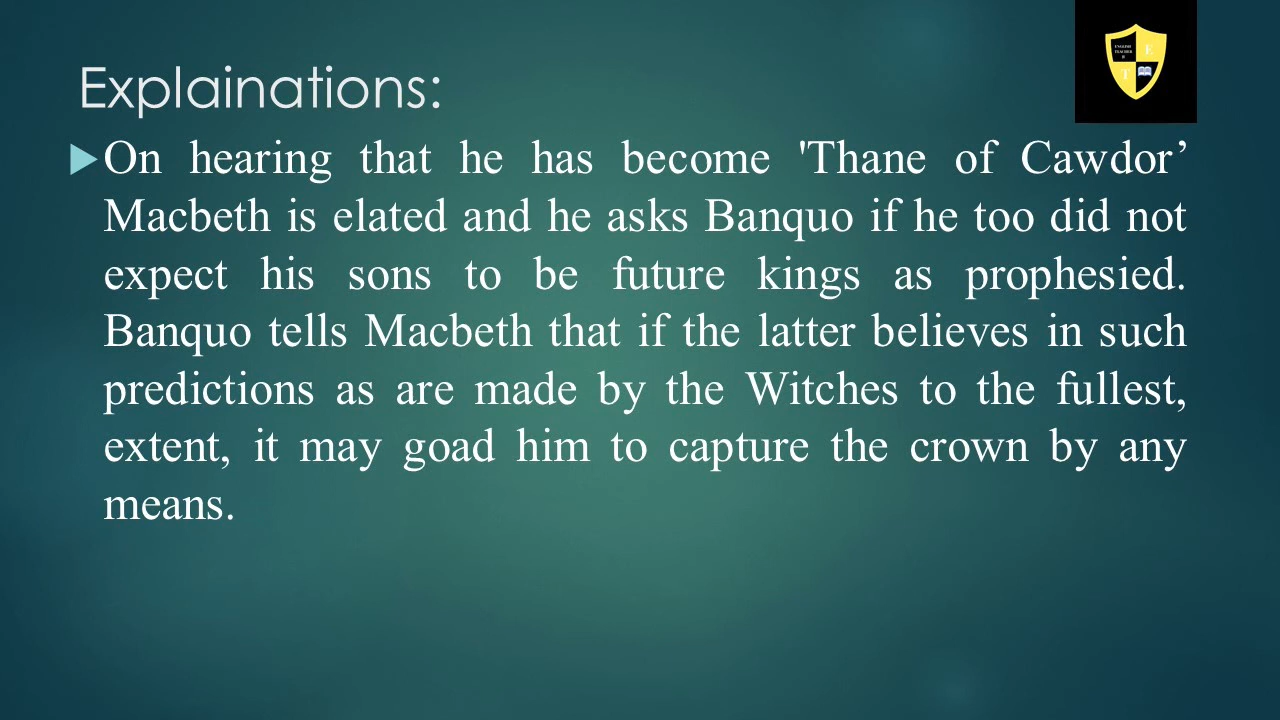 ENGLISH
TEACHER
E
T
Explainations:
On hearing that he has become 'Thane of Cawdor’
Macbeth is elated and he asks Banquo if he too did not
expect his sons to be future kings as prophesied.
Banquo tells Macbeth that if the latter believes in such
predictions as are made by the Witches to the fullest,
extent, it may goad him to capture the crown by any
means.